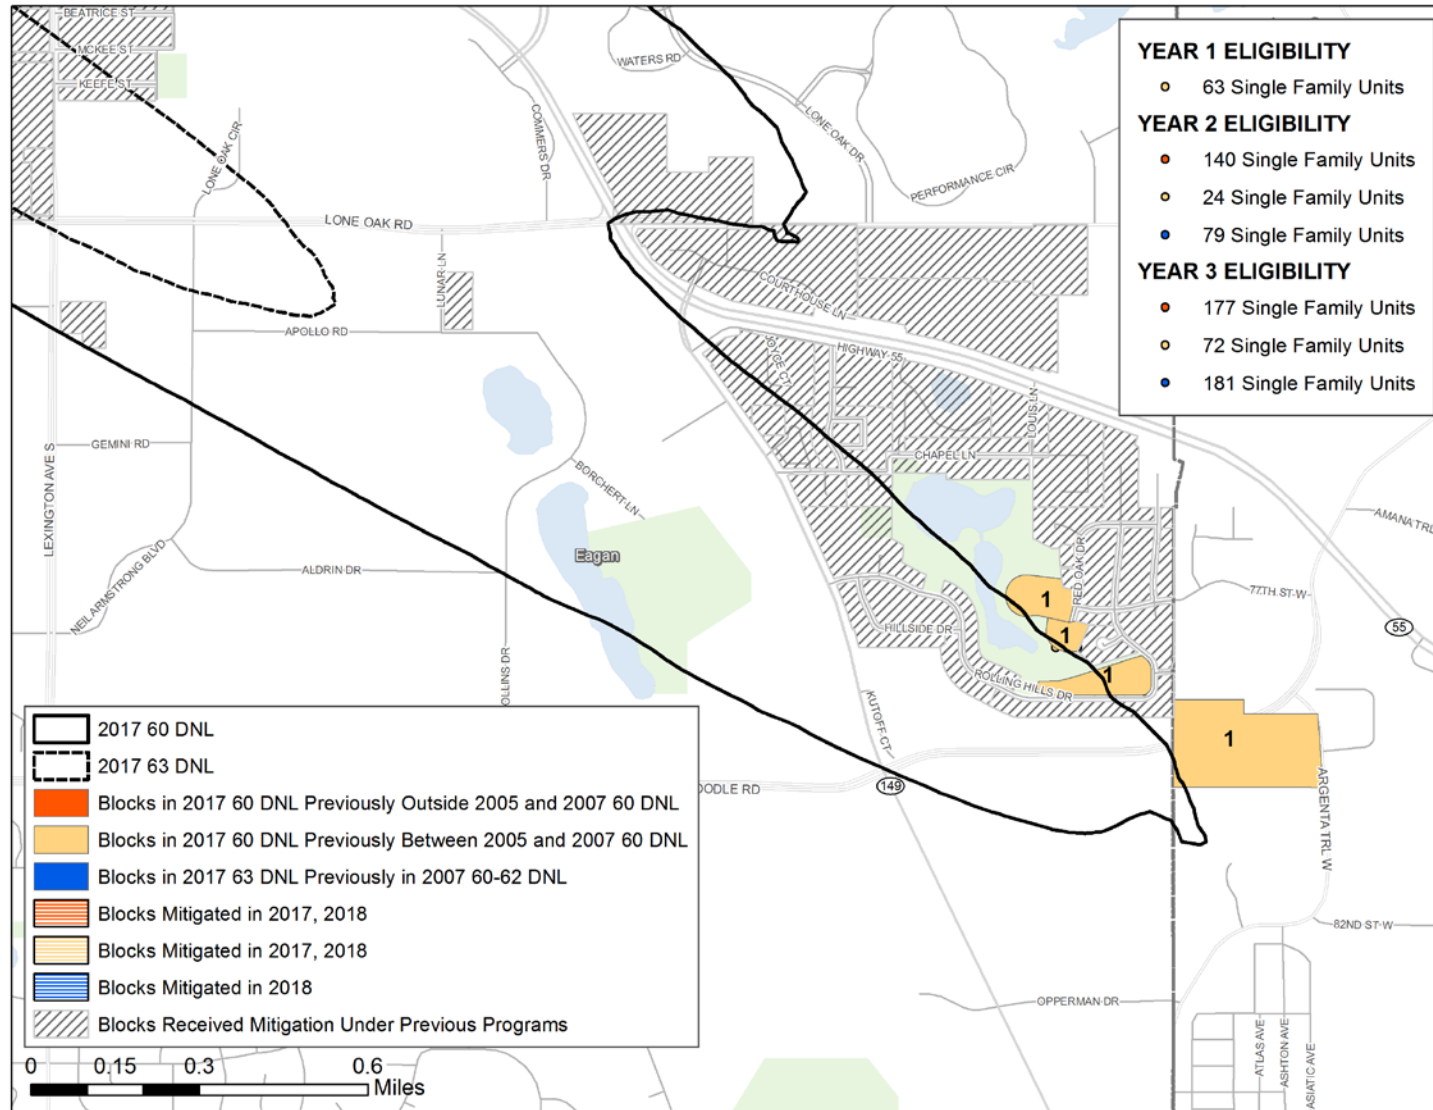 BEATRICE ST
MCKEE ST
KEEFE ST
WATERS RD
COMMERS DR
LONE OAK DR
LONE OAK CIR
PERFORMANCE CIR
LONE OAK RD
LUNAR LN
COURTHOUSE LN
APOLLO RD
JOYCE CT
HIGHWAY 55
LOUIS LN
GEMINI RD
CHAPEL LN
LEXINGTON AVE S
BORCHERT LN
AMANA TRL
Eagan
NEIL ARMSTRONG BLVD
ALDRIN DR
RED OAK DR
77TH ST W
1
55
HILLSIDE DR
1
OLLINS DR
ROLLING HILLS DR
1
KUTOFF CT
1
ODLE RD
149
ARGENTA TRL W
82ND ST W
OPPERMAN DR
ATLAS AVE
ASHTON AVE
ASIATIC AVE
YEAR 1 ELIGIBILITY
63 Single Family Units
YEAR 2 ELIGIBILITY
140 Single Family Units
24 Single Family Units
79 Single Family Units
YEAR 3 ELIGIBILITY
177 Single Family Units
72 Single Family Units
181 Single Family Units
2017 60 DNL
2017 63 DNL
Blocks in 2017 60 DNL Previously Outside 2005 and 2007 60 DNL
Blocks in 2017 60 DNL Previously Between 2005 and 2007 60 DNL
Blocks in 2017 63 DNL Previously in 2007 60-62 DNL
Blocks Mitigated in 2017, 2018
Blocks Mitigated in 2017, 2018
Blocks Mitigated in 2018
Blocks Received Mitigation Under Previous Programs
0 0.15 0.3 0.6
Miles